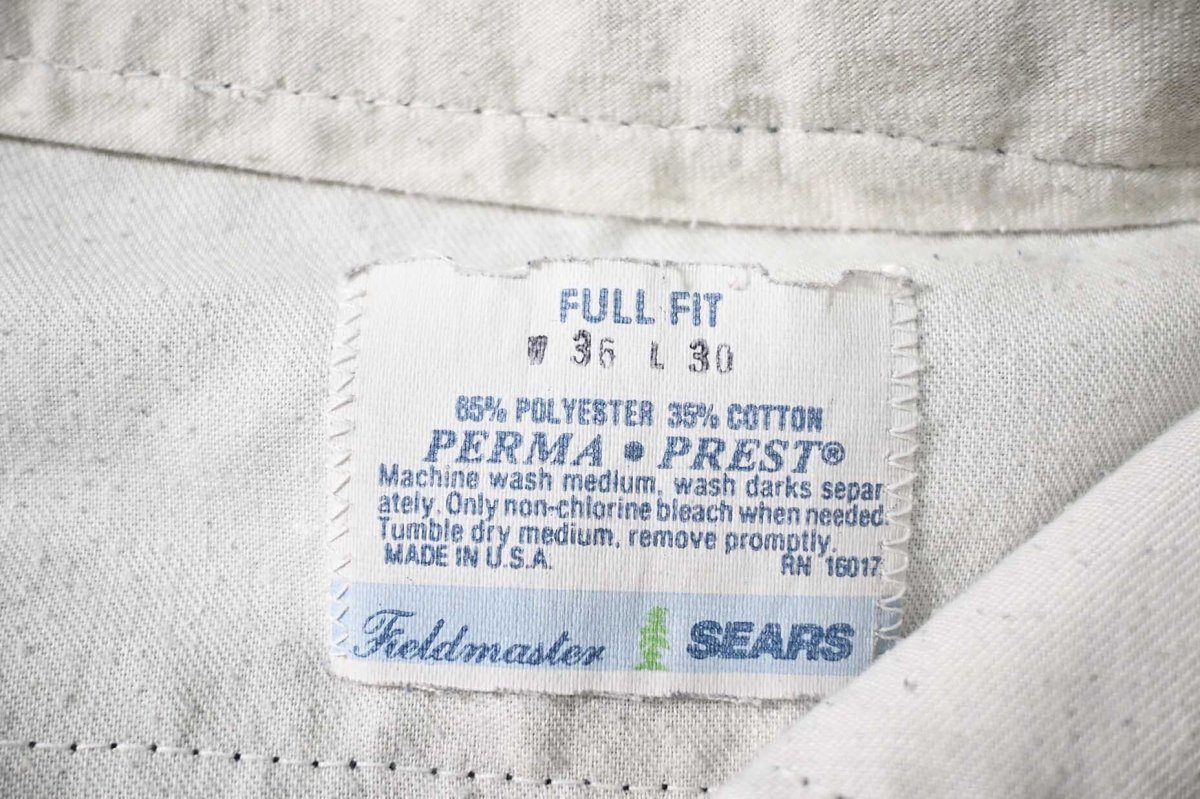 FULL FIT
W 36 L 30
65% POLYESTER 35% COTTON
PERMA • PREST®
Machine wash medium, wash darks separ
ately. Only non-chlorine bleach when needed.
Tumble dry medium, remove promptly.
MADE IN U.S.A. RN 16017
Fieldmaster SEARS